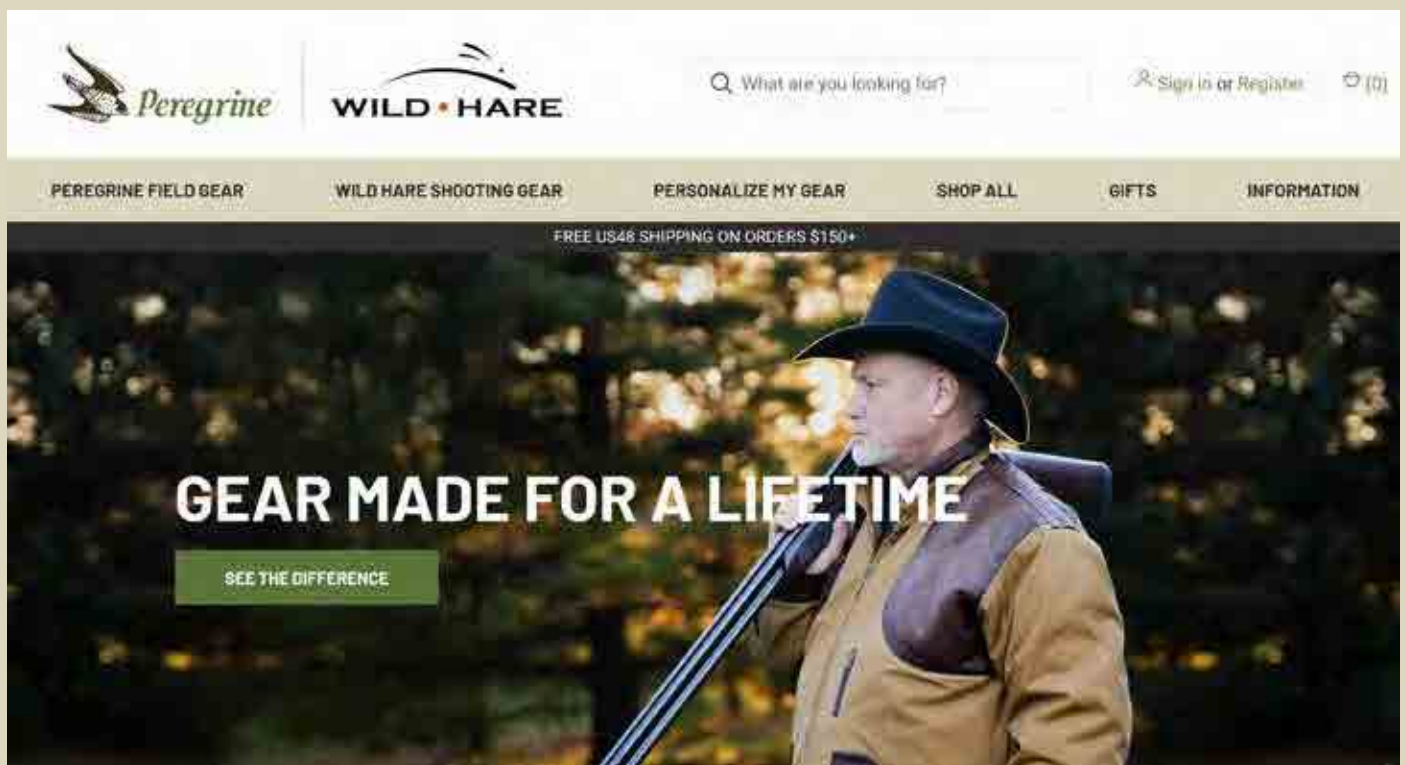 Peregrine
WILD • HARE
What are you looking for?
Sign in or Register
(0)
PEREGRINE FIELD GEAR
WILD HARE SHOOTING GEAR
PERSONALIZE MY GEAR
SHOP ALL
GIFTS
INFORMATION
FREE US48 SHIPPING ON ORDERS $150+
GEAR MADE FOR A LIFETIME
SEE THE DIFFERENCE